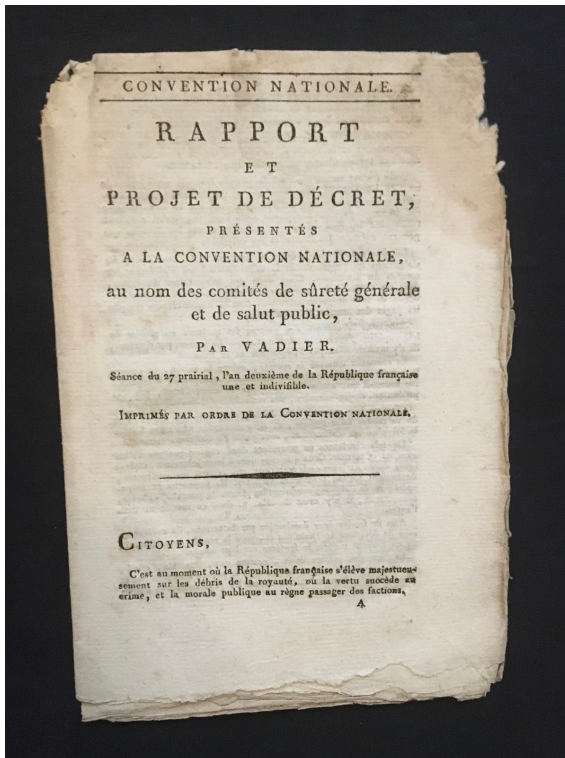 CONVENTION NATIONALE.
RAPPORT
ET
PROJET DE DÉCRET,
PRÉSENTÉS
A LA CONVENTION NATIONALE,
au nom des comités de sûreté générale
et de salut public,
PAR VADIER.
Séance du 27 prairial, l'an deuxième de la République française
une et indiviſible.
IMPRIMÉS PAR ORDRE DE LA CONVENTION NATIONALE.
CITOYENS,
C'est au moment où la République française s'élève majestueu-
sement sur les débris de la royauté, où la vertu succède au
crime, et la morale publique au règne passager des factions,
A